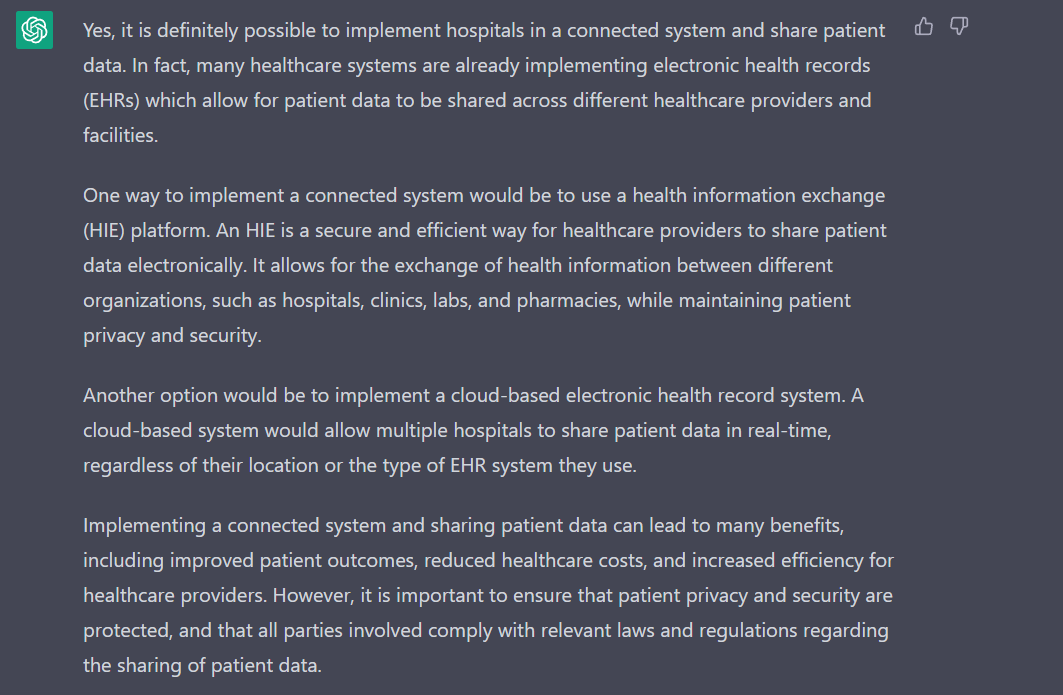 Yes, it is definitely possible to implement hospitals in a connected system and share patient
data. In fact, many healthcare systems are already implementing electronic health records
(EHRs) which allow for patient data to be shared across different healthcare providers and
facilities.
One way to implement a connected system would be to use a health information exchange
(HIE) platform. An HIE is a secure and efficient way for healthcare providers to share patient
data electronically. It allows for the exchange of health information between different
organizations, such as hospitals, clinics, labs, and pharmacies, while maintaining patient
privacy and security.
Another option would be to implement a cloud-based electronic health record system. A
cloud-based system would allow multiple hospitals to share patient data in real-time,
regardless of their location or the type of EHR system they use.
Implementing a connected system and sharing patient data can lead to many benefits,
including improved patient outcomes, reduced healthcare costs, and increased efficiency for
healthcare providers. However, it is important to ensure that patient privacy and security are
protected, and that all parties involved comply with relevant laws and regulations regarding
the sharing of patient data.